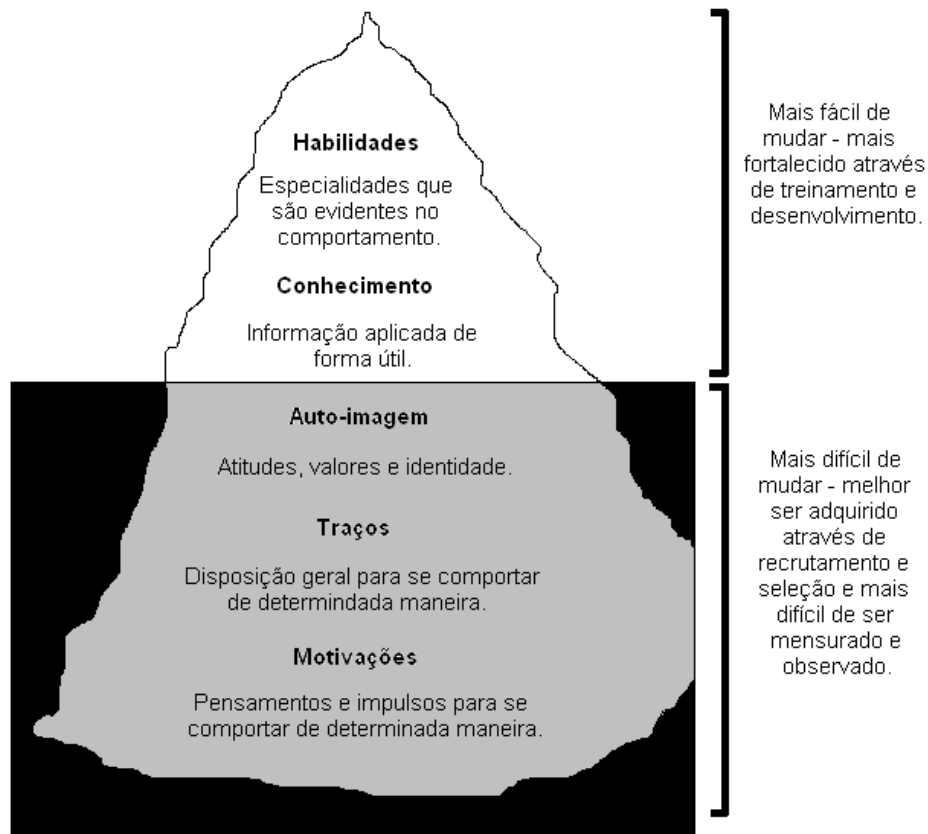 Habilidades
Especialidades que
são evidentes no
comportamento.
Conhecimento
Informação aplicada de
forma útil.
Auto-imagem
Atitudes, valores e identidade.
Traços
Disposição geral para se comportar
de determindada maneira.
Motivações
Pensamentos e impulsos para se
comportar de determinada maneira.
Mais fácil de
mudar - mais
fortalecido através
de treinamento e
desenvolvimento.
Mais difícil de
mudar - melhor
ser adquirido
através de
recrutamento e
seleção e mais
difícil de ser
mensurado e
observado.